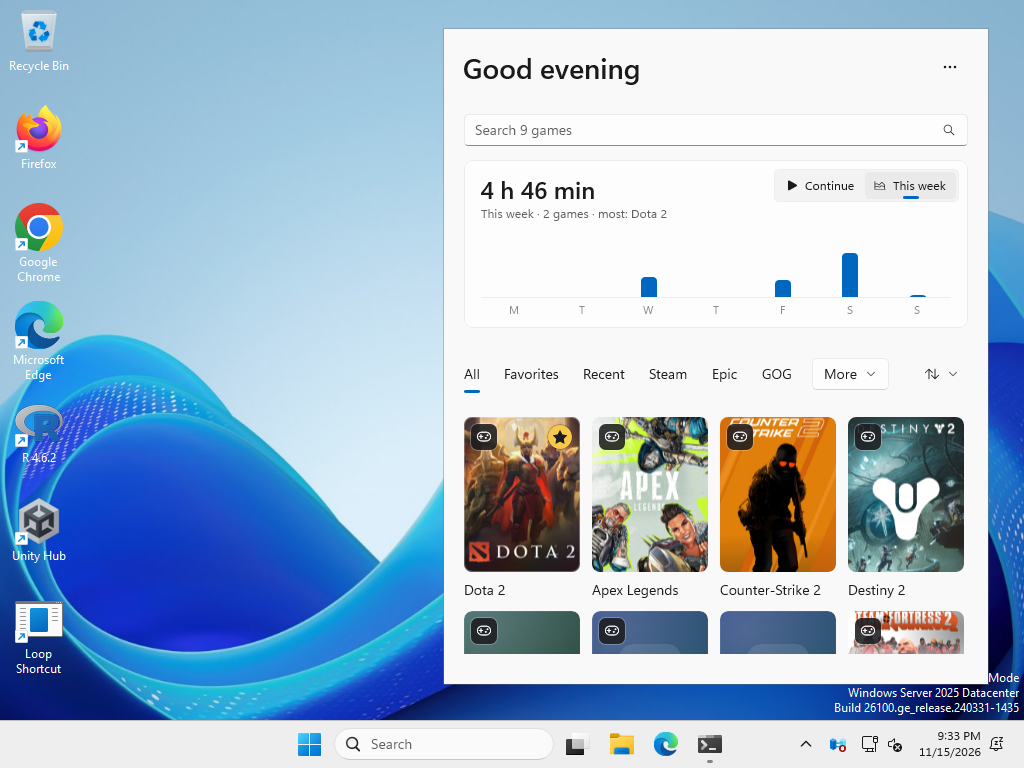 Recycle Bin
Firefox
Google
Chrome
Microsoft
Edge
R 4.6.2
Unity Hub
Loop
Shortcut
Good evening
Search 9 games
4 h 46 min
Continue
This week
This week · 2 games · most: Dota 2
M T W T F S S
All Favorites Recent Steam Epic GOG More
DOTA 2
APEX
LEGENDS
COUNTER
STRIKE 2
DESTINY 2
Dota 2
Apex Legends
Counter-Strike 2
Destiny 2
TEAM FORTRESS 2
Mode
Windows Server 2025 Datacenter
Build 26100.ge_release.240331-1435
Search
9:33 PM
11/15/2026